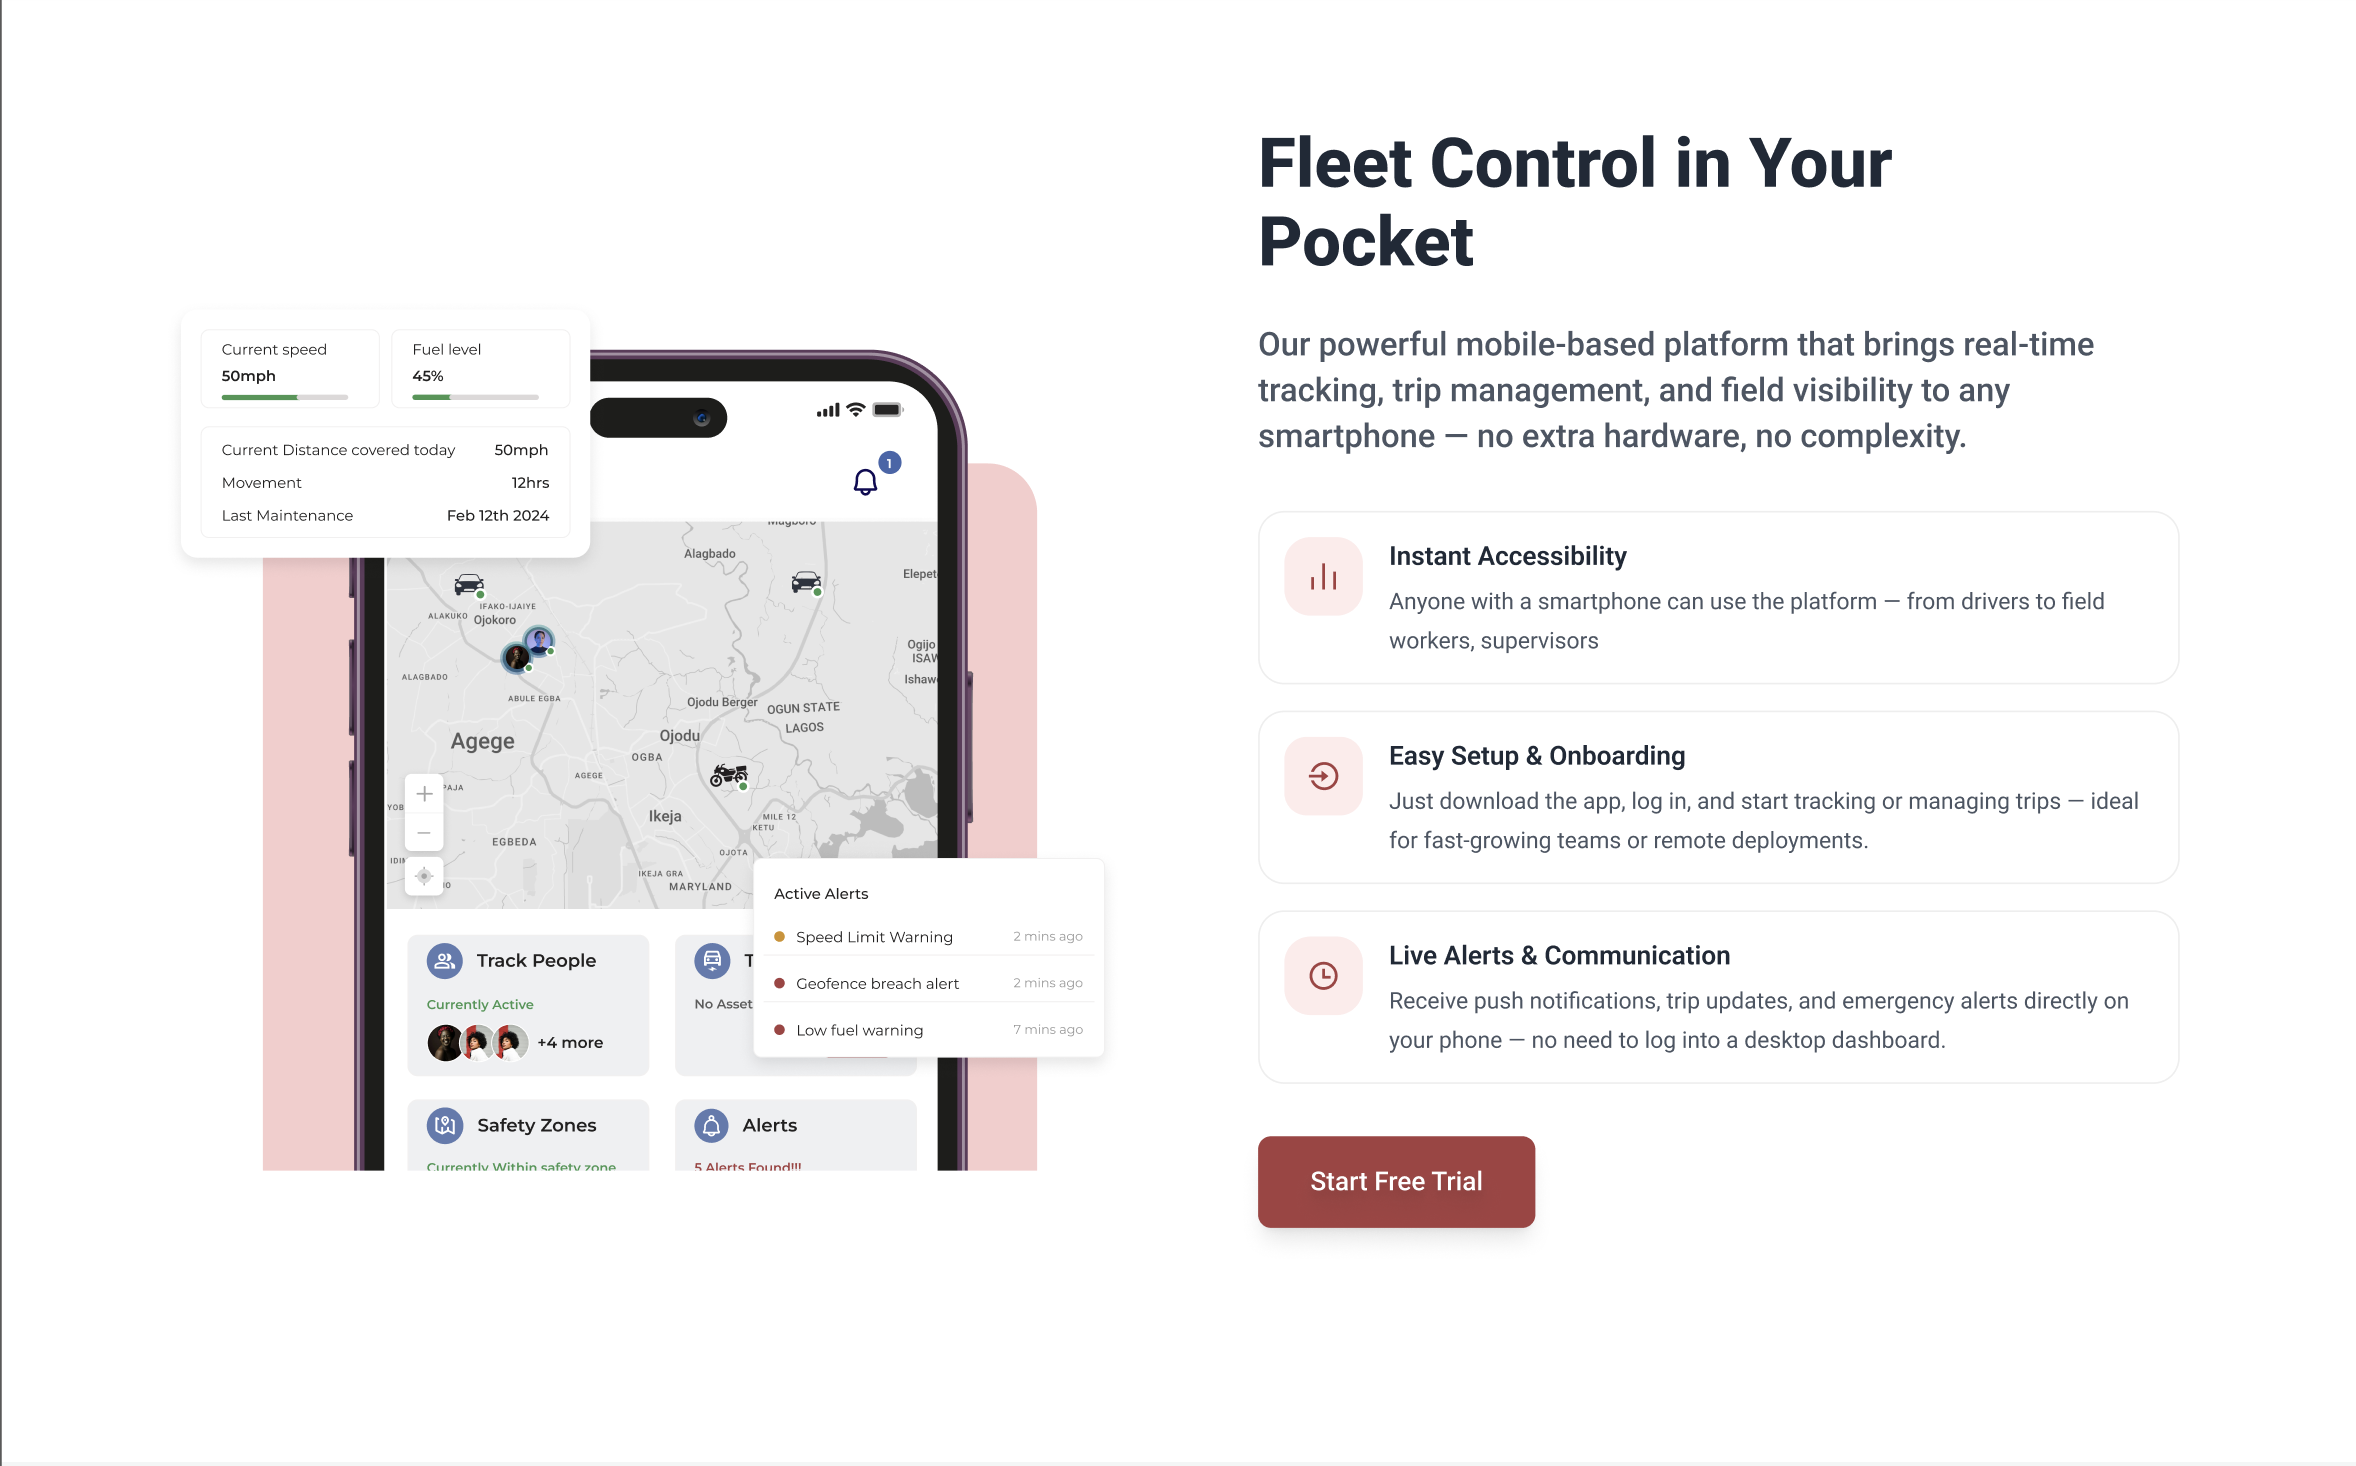 Fleet Control in Your
Pocket
Our powerful mobile-based platform that brings real-time
tracking, trip management, and field visibility to any
smartphone — no extra hardware, no complexity.
Instant Accessibility
Anyone with a smartphone can use the platform — from drivers to field
workers, supervisors
Easy Setup & Onboarding
Just download the app, log in, and start tracking or managing trips — ideal
for fast-growing teams or remote deployments.
Live Alerts & Communication
Receive push notifications, trip updates, and emergency alerts directly on
your phone — no need to log into a desktop dashboard.
Start Free Trial
Current speed
50mph
Fuel level
45%
Current Distance covered today 50mph
Movement 12hrs
Last Maintenance Feb 12th 2024
1
Magboro
Alagbado
Elepet
IFAKO-IJAIYE
ALAKUKO
Ojokoro
Ogijo
ISAW
Ishaw
ALAGBADO
ABULE EGBA
Ojodu Berger
OGUN STATE
LAGOS
Agege
Ojodu
OGBA
AGEGE
PAJA
YOB
Ikeja
MILE 12
KETU
EGBEDA
OJOTA
IDIM
IKEJA GRA
MARYLAND
IO
Active Alerts
Speed Limit Warning 2 mins ago
Geofence breach alert 2 mins ago
Low fuel warning 7 mins ago
Track People
Currently Active
+4 more
T
No Asset
Safety Zones
Currently Within safety zone
Alerts
5 Alerts Found!!!